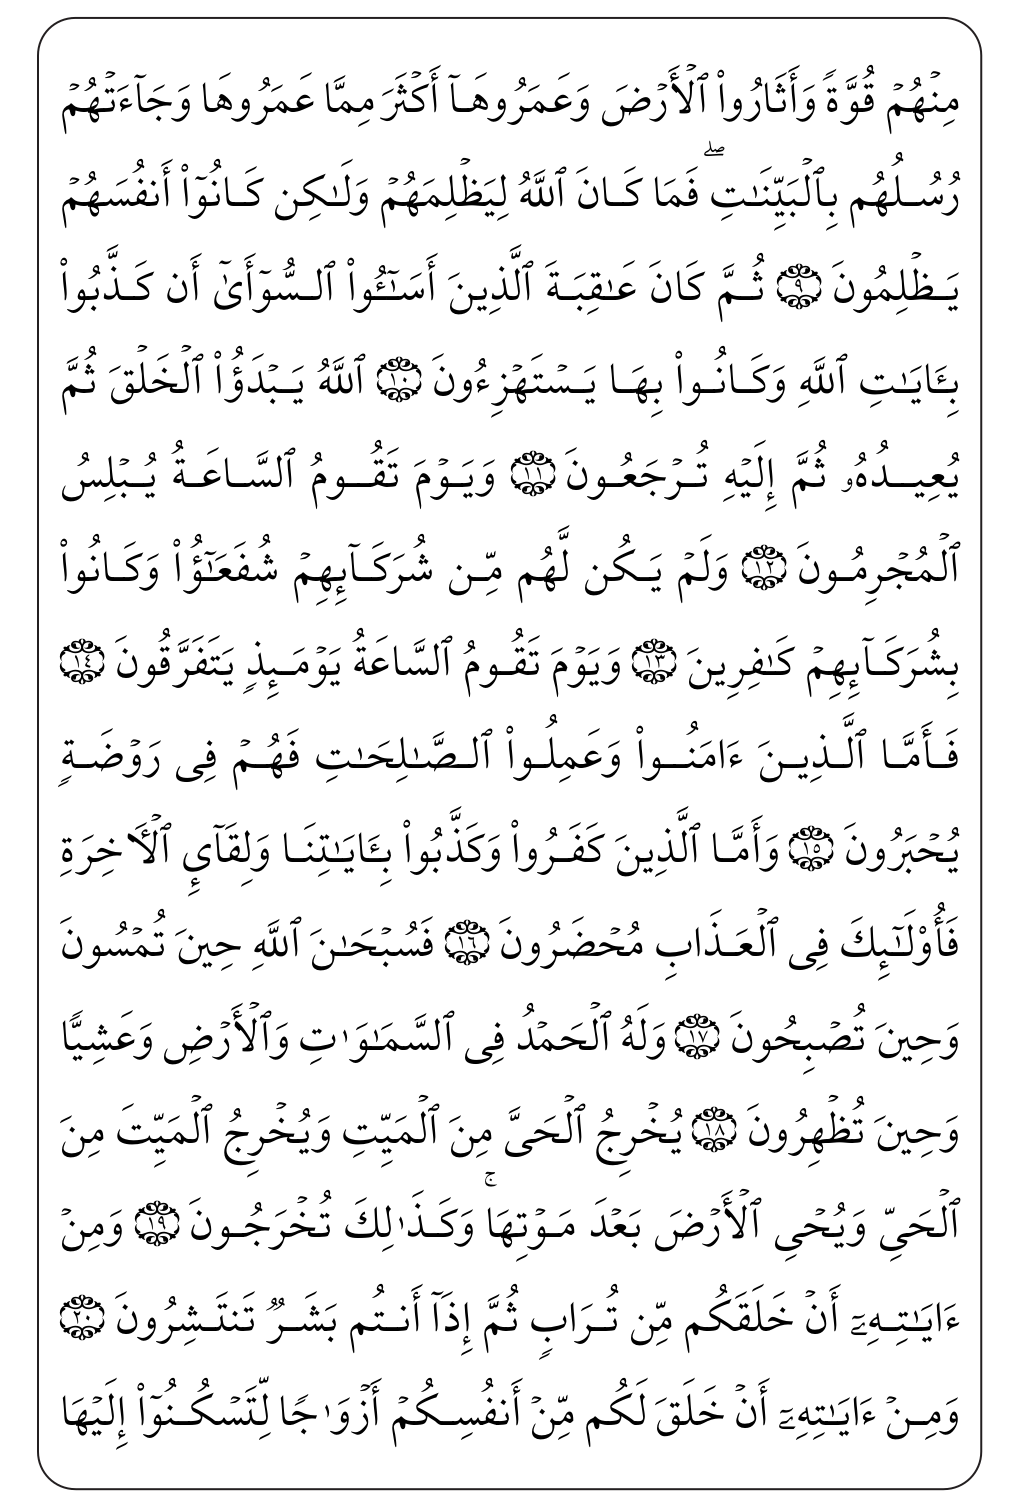 مِنۡهُمۡ قُوَّةٗ وَأَثَارُواْ ٱلۡأَرۡضَ وَعَمَرُوهَآ أَكۡثَرَ مِمَّا عَمَرُوهَا وَجَآءَتۡهُمۡ
رُسُلُهُم بِٱلۡبَيِّنَٰتِۖ فَمَا كَانَ ٱللَّهُ لِيَظۡلِمَهُمۡ وَلَٰكِن كَانُوٓاْ أَنفُسَهُمۡ
يَظۡلِمُونَ ٩ ثُمَّ كَانَ عَٰقِبَةَ ٱلَّذِينَ أَسَٰٓـُٔواْ ٱلسُّوٓأَىٰٓ أَن كَذَّبُواْ
بِـَٔايَٰتِ ٱللَّهِ وَكَانُواْ بِهَا يَسۡتَهۡزِءُونَ ١٠ ٱللَّهُ يَبۡدَؤُاْ ٱلۡخَلۡقَ ثُمَّ
يُعِيدُهُۥ ثُمَّ إِلَيۡهِ تُرۡجَعُونَ ١١ وَيَوۡمَ تَقُومُ ٱلسَّاعَةُ يُبۡلِسُ
ٱلۡمُجۡرِمُونَ ١٢ وَلَمۡ يَكُن لَّهُم مِّن شُرَكَآئِهِمۡ شُفَعَٰٓؤُاْ وَكَانُواْ
بِشُرَكَآئِهِمۡ كَٰفِرِينَ ١٣ وَيَوۡمَ تَقُومُ ٱلسَّاعَةُ يَوۡمَئِذٖ يَتَفَرَّقُونَ ١٤
فَأَمَّا ٱلَّذِينَ ءَامَنُواْ وَعَمِلُواْ ٱلصَّٰلِحَٰتِ فَهُمۡ فِي رَوۡضَةٖ
يُحۡبَرُونَ ١٥ وَأَمَّا ٱلَّذِينَ كَفَرُواْ وَكَذَّبُواْ بِـَٔايَٰتِنَا وَلِقَآيِٕ ٱلۡأٓخِرَةِ
فَأُوْلَٰٓئِكَ فِي ٱلۡعَذَابِ مُحۡضَرُونَ ١٦ فَسُبۡحَٰنَ ٱللَّهِ حِينَ تُمۡسُونَ
وَحِينَ تُصۡبِحُونَ ١٧ وَلَهُ ٱلۡحَمۡدُ فِي ٱلسَّمَٰوَٰتِ وَٱلۡأَرۡضِ وَعَشِيّٗا
وَحِينَ تُظۡهِرُونَ ١٨ يُخۡرِجُ ٱلۡحَيَّ مِنَ ٱلۡمَيِّتِ وَيُخۡرِجُ ٱلۡمَيِّتَ مِنَ
ٱلۡحَيِّ وَيُحۡيِ ٱلۡأَرۡضَ بَعۡدَ مَوۡتِهَاۚ وَكَذَٰلِكَ تُخۡرَجُونَ ١٩ وَمِنۡ
ءَايَٰتِهِۦٓ أَنۡ خَلَقَكُم مِّن تُرَابٖ ثُمَّ إِذَآ أَنتُم بَشَرٞ تَنتَشِرُونَ ٢٠
وَمِنۡ ءَايَٰتِهِۦٓ أَنۡ خَلَقَ لَكُم مِّنۡ أَنفُسِكُمۡ أَزۡوَٰجٗا لِّتَسۡكُنُوٓاْ إِلَيۡهَا